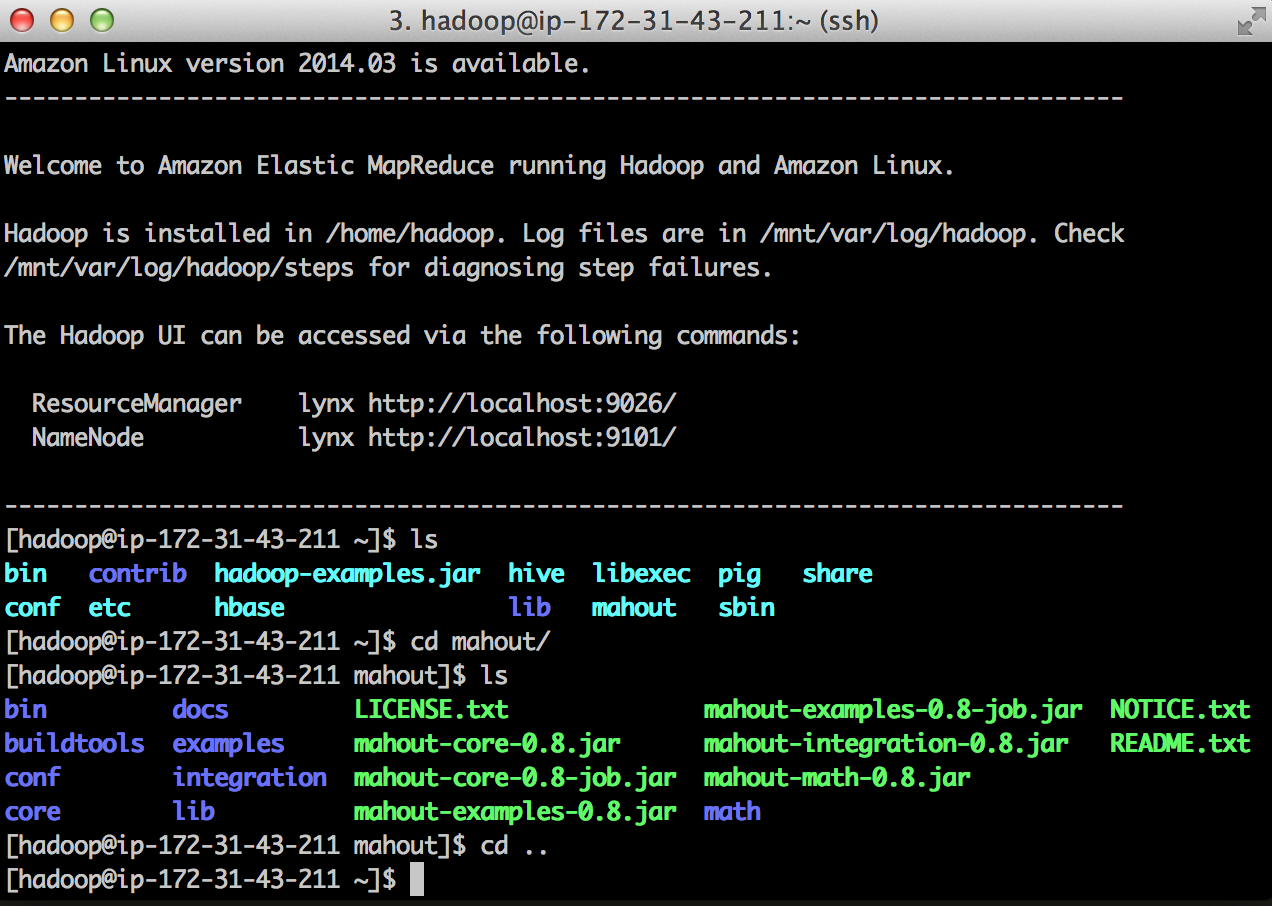 3. hadoop@ip-172-31-43-211:~ (ssh)
Amazon Linux version 2014.03 is available.
--------------------------------------------------------------------------------
Welcome to Amazon Elastic MapReduce running Hadoop and Amazon Linux.
Hadoop is installed in /home/hadoop. Log files are in /mnt/var/log/hadoop. Check
/mnt/var/log/hadoop/steps for diagnosing step failures.
The Hadoop UI can be accessed via the following commands:
ResourceManager    lynx http://localhost:9026/
NameNode           lynx http://localhost:9101/
--------------------------------------------------------------------------------
[hadoop@ip-172-31-43-211 ~]$ ls
bin   contrib  hadoop-examples.jar  hive  libexec  pig   share
conf  etc      hbase                lib   mahout   sbin
[hadoop@ip-172-31-43-211 ~]$ cd mahout/
[hadoop@ip-172-31-43-211 mahout]$ ls
bin         docs         LICENSE.txt              mahout-examples-0.8-job.jar  NOTICE.txt
buildtools  examples     mahout-core-0.8.jar      mahout-integration-0.8.jar   README.txt
conf        integration  mahout-core-0.8-job.jar  mahout-math-0.8.jar
core        lib          mahout-examples-0.8.jar  math
[hadoop@ip-172-31-43-211 mahout]$ cd ..
[hadoop@ip-172-31-43-211 ~]$